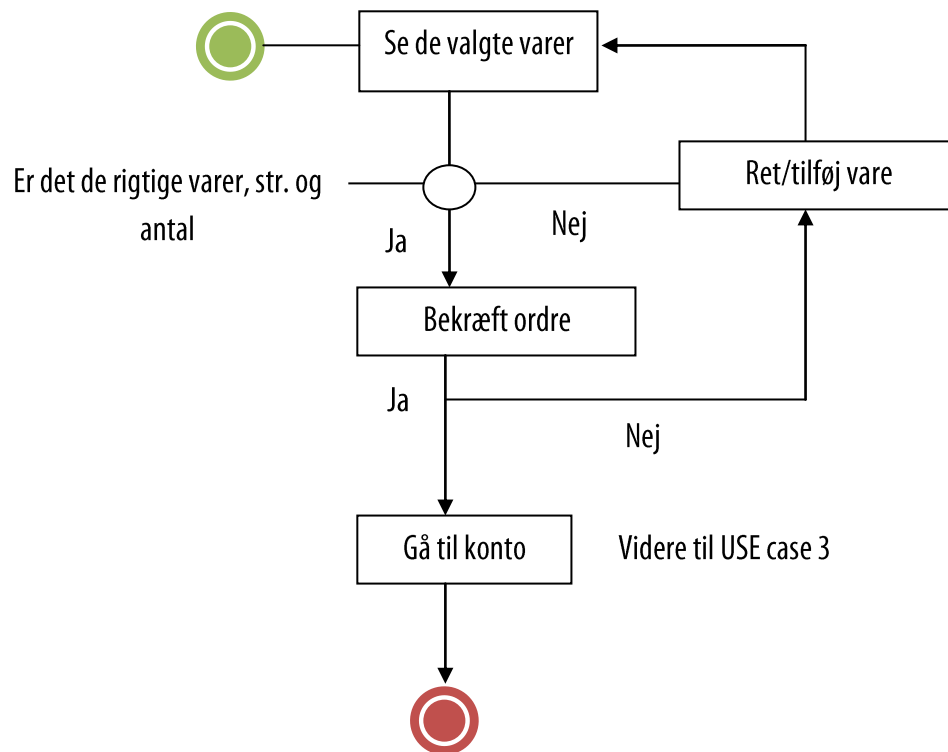 Se de valgte varer
Er det de rigtige varer, str. og
antal
Ret/tilføj vare
Nej
Ja
Bekræft ordre
Ja
Nej
Gå til konto
Videre til USE case 3